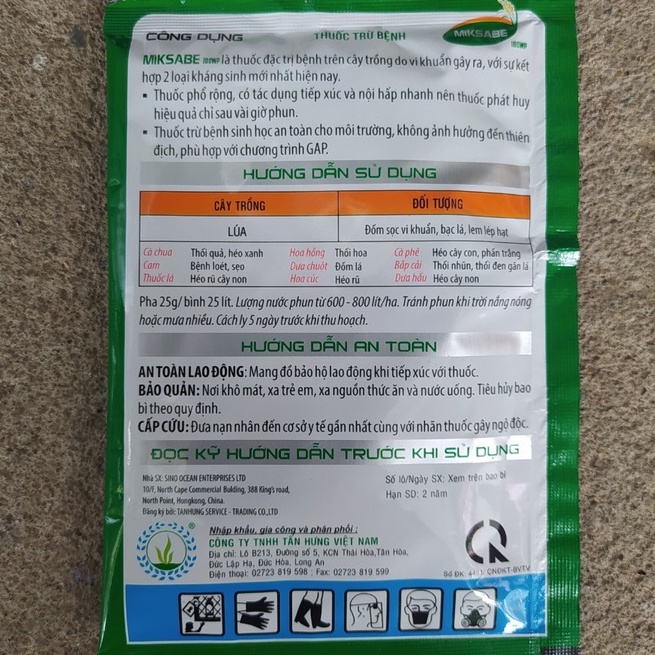 CÔNG DỤNG THUỐC TRỪ BỆNH MIKSABE 100WP
MIKSABE 100WP là thuốc đặc trị bệnh trên cây trồng do vi khuẩn gây ra, với sự kết
hợp 2 loại kháng sinh mới nhất hiện nay.
▪ Thuốc phổ rộng, có tác dụng tiếp xúc và nội hấp nhanh nên thuốc phát huy
hiệu quả chỉ sau vài giờ phun.
▪ Thuốc trừ bệnh sinh học an toàn cho môi trường, không ảnh hưởng đến thiên
địch, phù hợp với chương trình GAP.
HƯỚNG DẪN SỬ DỤNG
CÂY TRỒNG ĐỐI TƯỢNG
LÚA Đốm sọc vi khuẩn, bạc lá, lem lép hạt
Cà chua Thối quả, héo xanh Hoa hồng Thối hoa Cà phê Héo cây con, phấn trắng
Cam Bệnh loét, sẹo Dưa chuột Đốm lá Bắp cải Thối nhũn, thối đen gân lá
Thuốc lá Héo rũ cây non Hoa cúc Héo rũ Dưa hấu Héo cây non
Pha 25g/ bình 25 lít. Lượng nước phun từ 600 - 800 lít/ha. Tránh phun khi trời nắng nóng
hoặc mưa nhiều. Cách ly 5 ngày trước khi thu hoạch.
HƯỚNG DẪN AN TOÀN
AN TOÀN LAO ĐỘNG: Mang đồ bảo hộ lao động khi tiếp xúc với thuốc.
BẢO QUẢN: Nơi khô mát, xa trẻ em, xa nguồn thức ăn và nước uống. Tiêu hủy bao
bì theo quy định.
CẤP CỨU: Đưa nạn nhân đến cơ sở y tế gần nhất cùng với nhãn thuốc gây ngộ độc.
ĐỌC KỸ HƯỚNG DẪN TRƯỚC KHI SỬ DỤNG
Nhà SX: SINO OCEAN ENTERPRISES LTD
10/F, North Cape Commercial Building, 388 King's road,
North Point, Hongkong, China.
Đăng ký bởi: TANHUNG SERVICE - TRADING CO.,LTD
Số lô/Ngày SX: Xem trên bao bì
Hạn SD: 2 năm
Nhập khẩu, gia công và phân phối :
CÔNG TY TNHH TÂN HƯNG VIỆT NAM
Địa chỉ: Lô B213, Đường số 5, KCN Thái Hòa,Tân Hòa,
Đức Lập Hạ, Đức Hòa, Long An
Điện thoại: 02723 819 598 ; Fax: 02723 819 599
Số ĐK: CNĐKT-BVTV